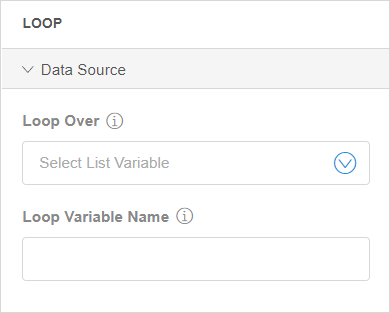 LOOP
Data Source
Loop Over
Select List Variable
Loop Variable Name